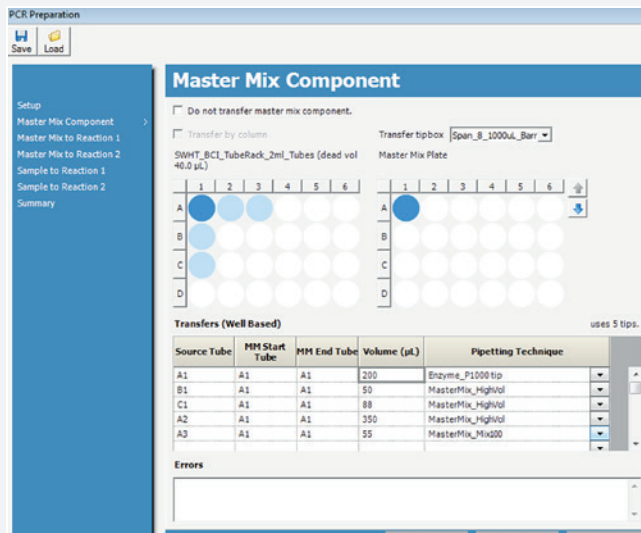 PCR Preparation
Save Load
Setup
Master Mix Component >
Master Mix to Reaction 1
Master Mix to Reaction 2
Sample to Reaction 1
Sample to Reaction 2
Summary
Master Mix Component
Do not transfer master mix component.
Transfer by column
Transfer tipbox Span_8_1000uL_Barr
SWHT_BCI_TubeRack_2ml_Tubes (dead vol
40.0 µL)
Master Mix Plate
1 2 3 4 5 6
A
B
C
D
1 2 3 4 5 6
A
B
C
D
Transfers (Well Based) uses 5 tips.
Source Tube MM Start Tube MM End Tube Volume (µL) Pipetting Technique
A1 A1 A1 200 Enzyme_P1000 tip
B1 A1 A1 50 MasterMix_HighVol
C1 A1 A1 88 MasterMix_HighVol
A2 A1 A1 350 MasterMix_HighVol
A3 A1 A1 55 MasterMix_Mix100
Errors